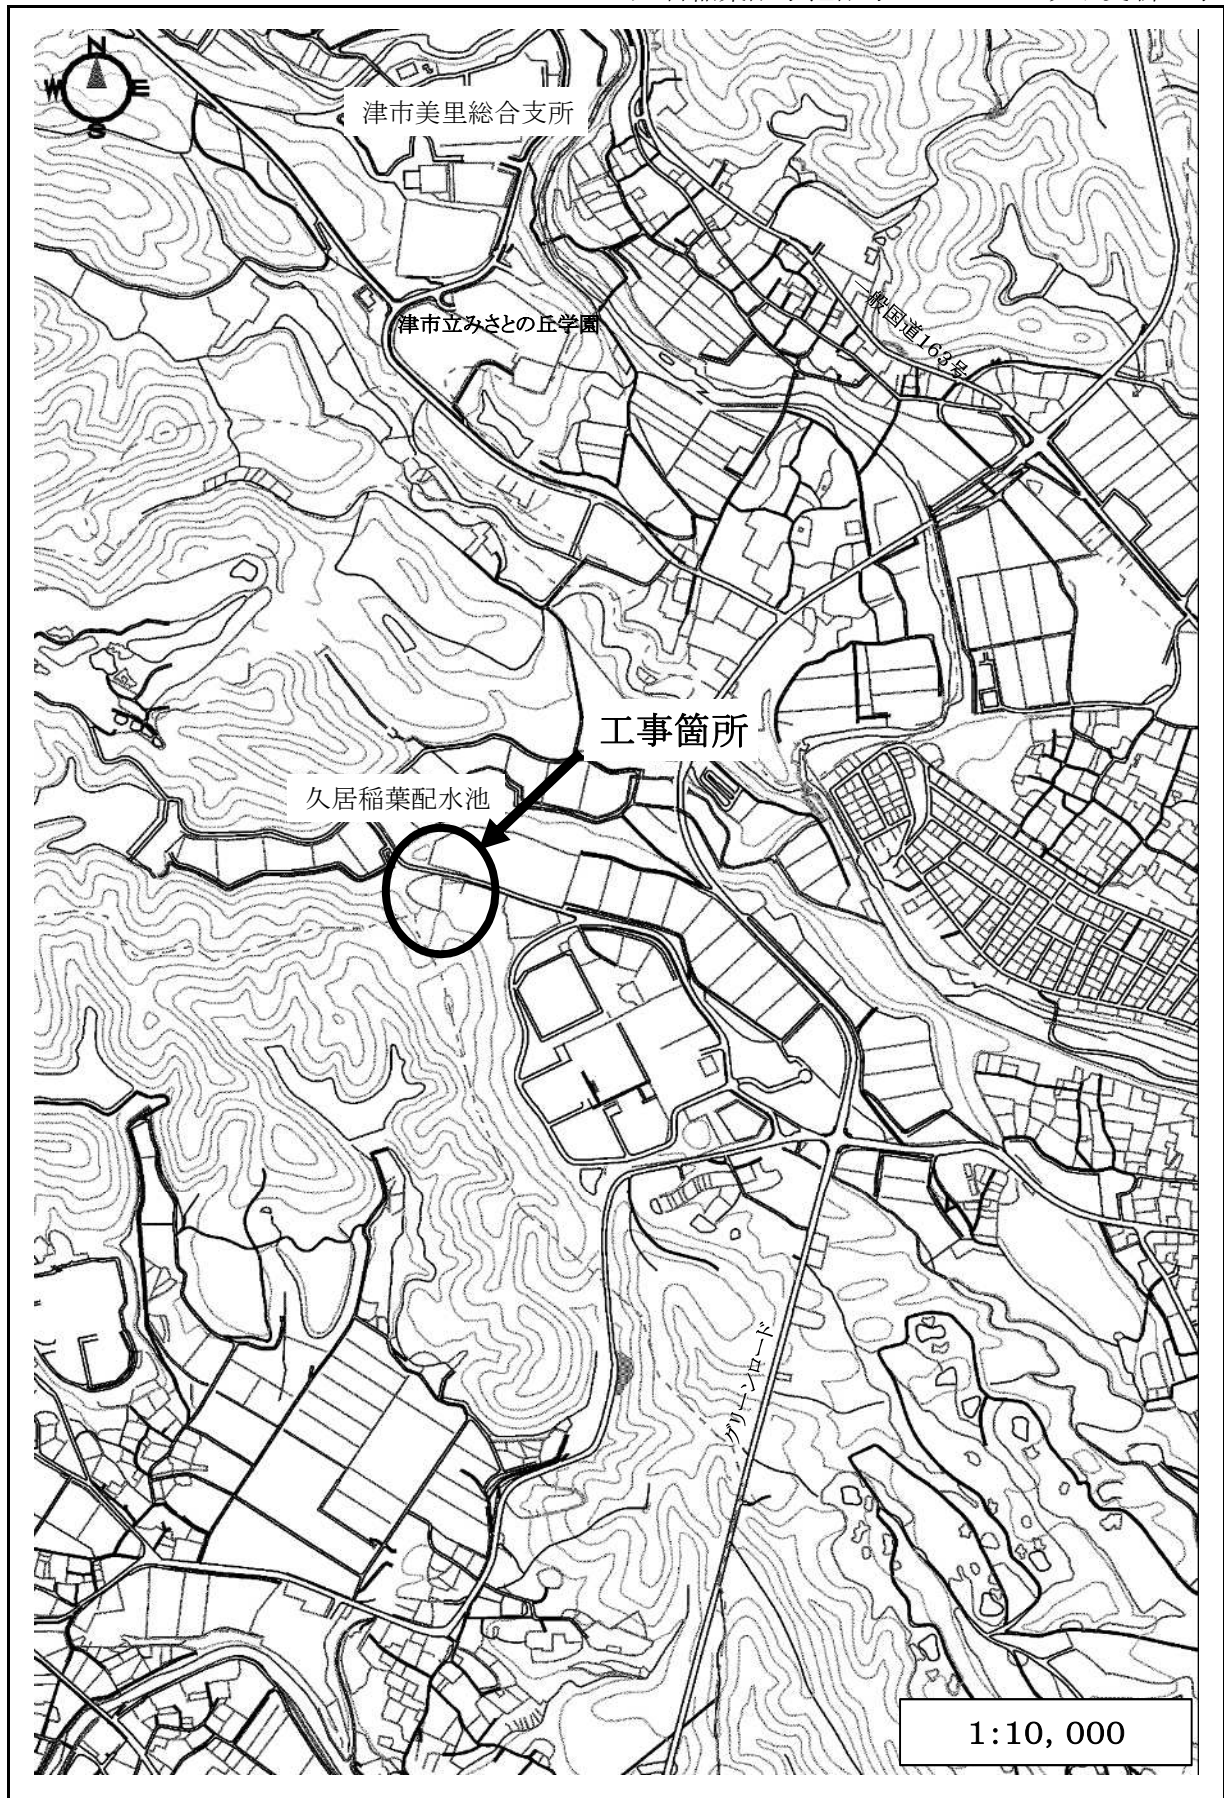 N
W
E
S
津市美里総合支所
一般国道163号
津市立みさとの丘学園
工事箇所
久居稲葉配水池
グリーンロード
1:10,000